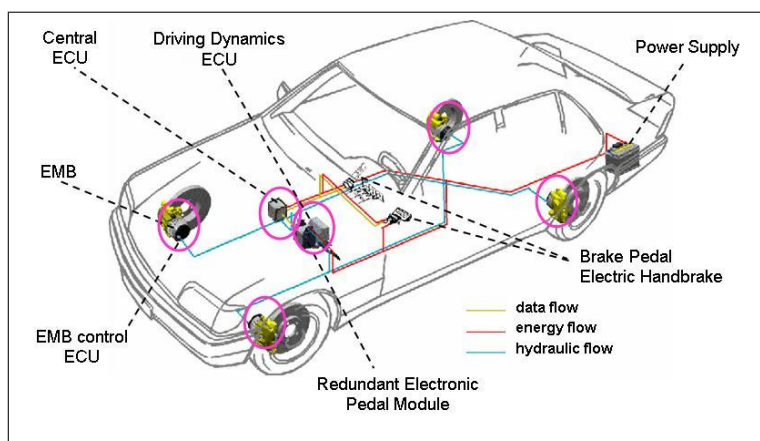 Central
ECU
Driving Dynamics
ECU
Power Supply
EMB
Brake Pedal
Electric Handbrake
data flow
energy flow
hydraulic flow
EMB control
ECU
Redundant Electronic
Pedal Module